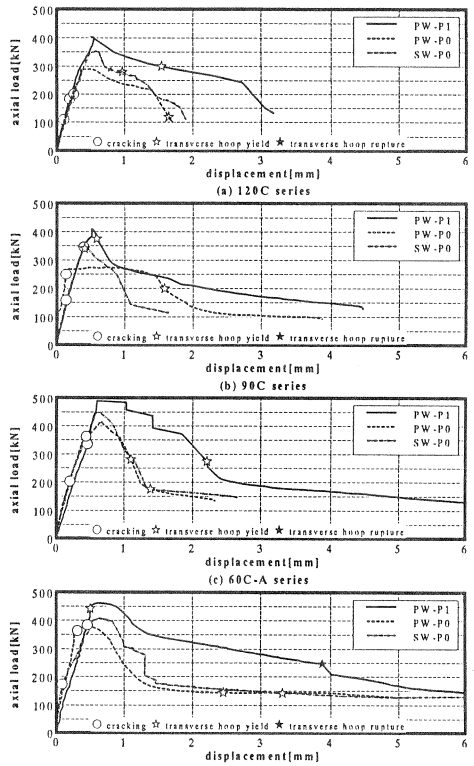 500
400
300
200
100
0
axial load[kN]
PW-P1
PW-P0
SW-P0
cracking transverse hoop yield transverse hoop rupture
0 1 2 3 4 5 6
displacement[mm]
(a) 120C series
500
400
300
200
100
0
axial load[kN]
PW-P1
PW-P0
SW-P0
cracking transverse hoop yield transverse hoop rupture
0 1 2 3 4 5 6
displacement[mm]
(b) 90C series
500
400
300
200
100
0
axial load[kN]
PW-P1
PW-P0
SW-P0
cracking transverse hoop yield transverse hoop rupture
0 1 2 3 4 5 6
displacement[mm]
(c) 60C-A series
500
400
300
200
100
0
axial load[kN]
PW-P1
PW-P0
SW-P0
cracking transverse hoop yield transverse hoop rupture
0 1 2 3 4 5 6
displacement[mm]